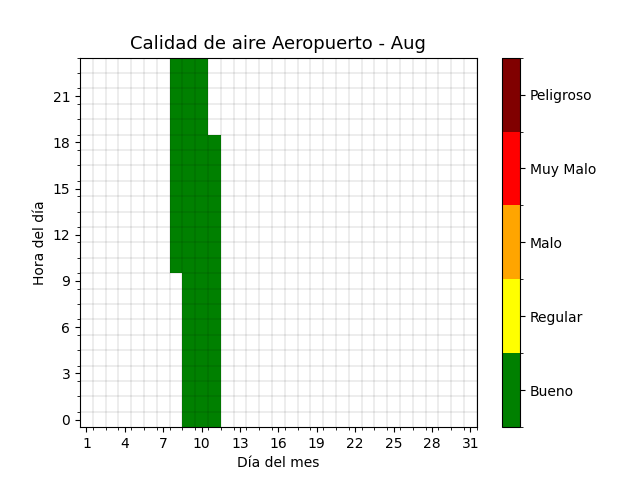 Calidad de aire Aeropuerto - Aug
Hora del día
21
18
15
12
9
6
3
0
1 4 7 10 13 16 19 22 25 28 31
Día del mes
Peligroso
Muy Malo
Malo
Regular
Bueno